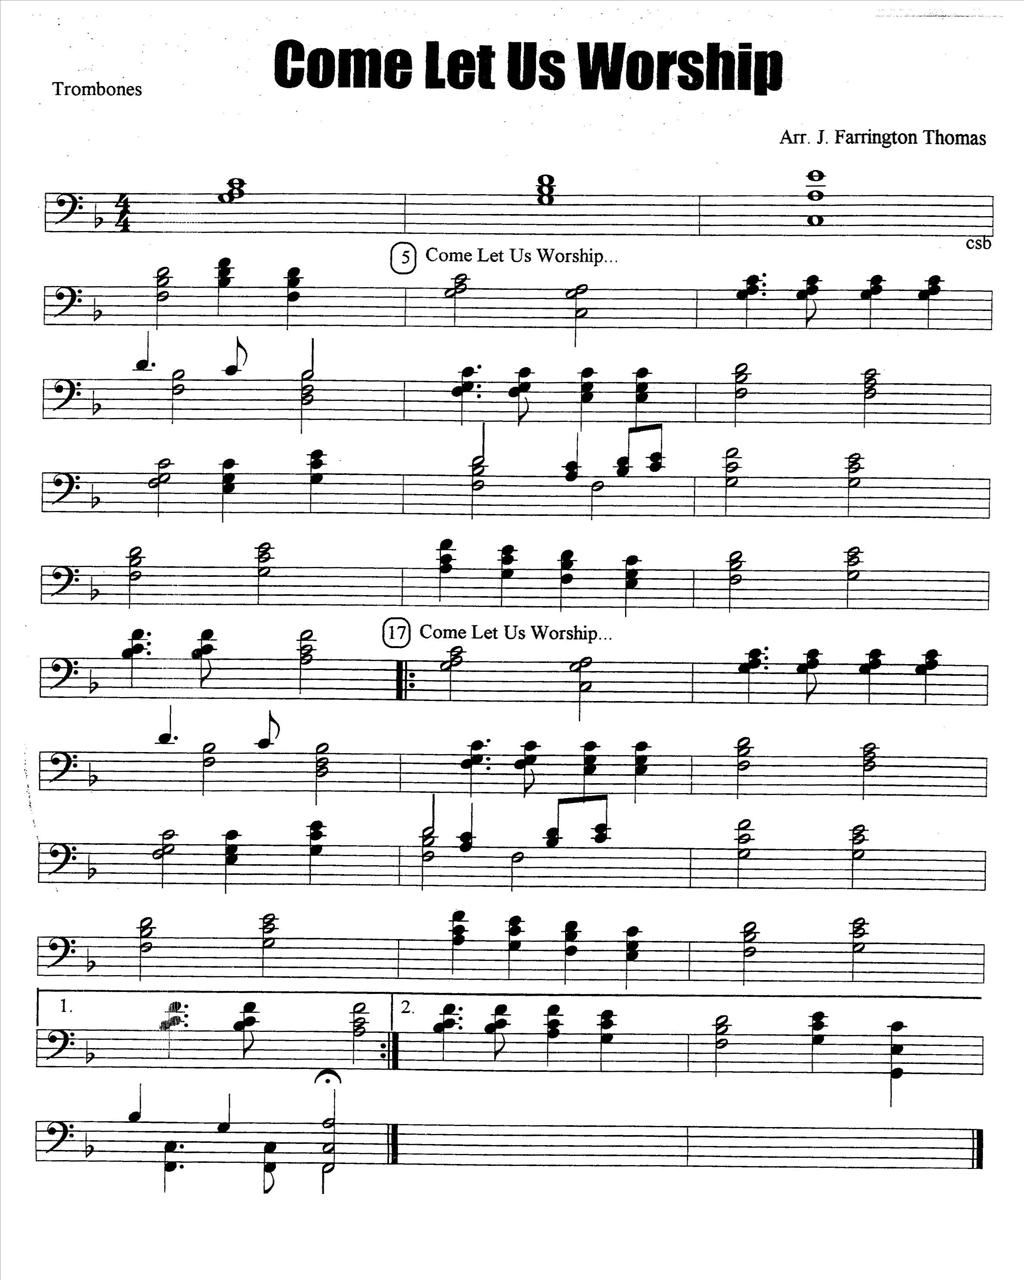 Come Let Us Worship
Trombones
Arr. J. Farrington Thomas
4
4
4
csb
5 Come Let Us Worship...
17 Come Let Us Worship...
1.
2.